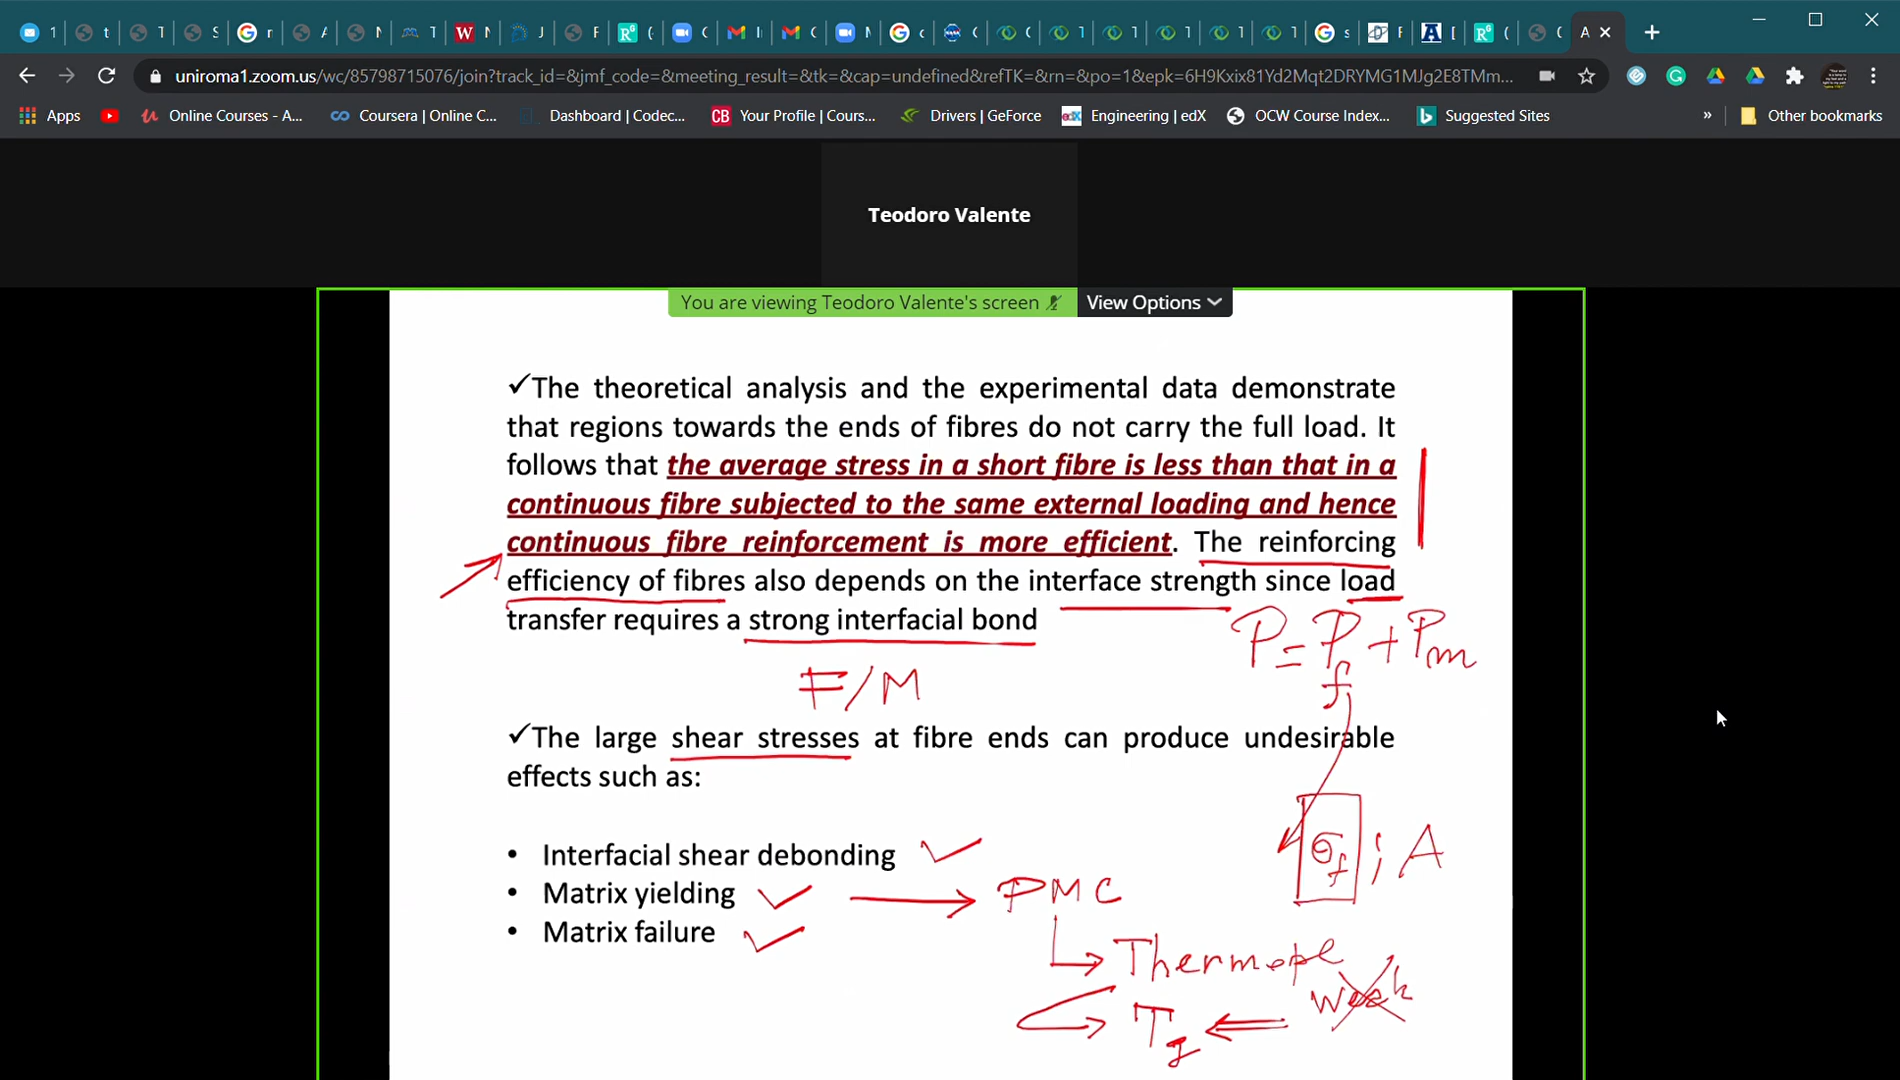 uniroma1.zoom.us/wc/85798715076/join?track_id=&jmf_code=&meeting_result=&tk=&cap=undefined&refTK=&rn=&po=1&epk=6H9Kxix81Yd2Mqt2DRYMG1MJg2E8TMm...
Apps
Online Courses - A...
Coursera | Online C...
Dashboard | Codec...
CB Your Profile | Cours...
Drivers | GeForce
edX Engineering | edX
OCW Course Index...
Suggested Sites
» Other bookmarks
Teodoro Valente
You are viewing Teodoro Valente's screen
View Options
✓The theoretical analysis and the experimental data demonstrate
that regions towards the ends of fibres do not carry the full load. It
follows that the average stress in a short fibre is less than that in a
continuous fibre subjected to the same external loading and hence
continuous fibre reinforcement is more efficient. The reinforcing
efficiency of fibres also depends on the interface strength since load
transfer requires a strong interfacial bond
P = Pf + Pm
F/M
✓The large shear stresses at fibre ends can produce undesirable
effects such as:
• Interfacial shear debonding
σf ; A
• Matrix yielding
PMC
• Matrix failure
Thermopl
Tg